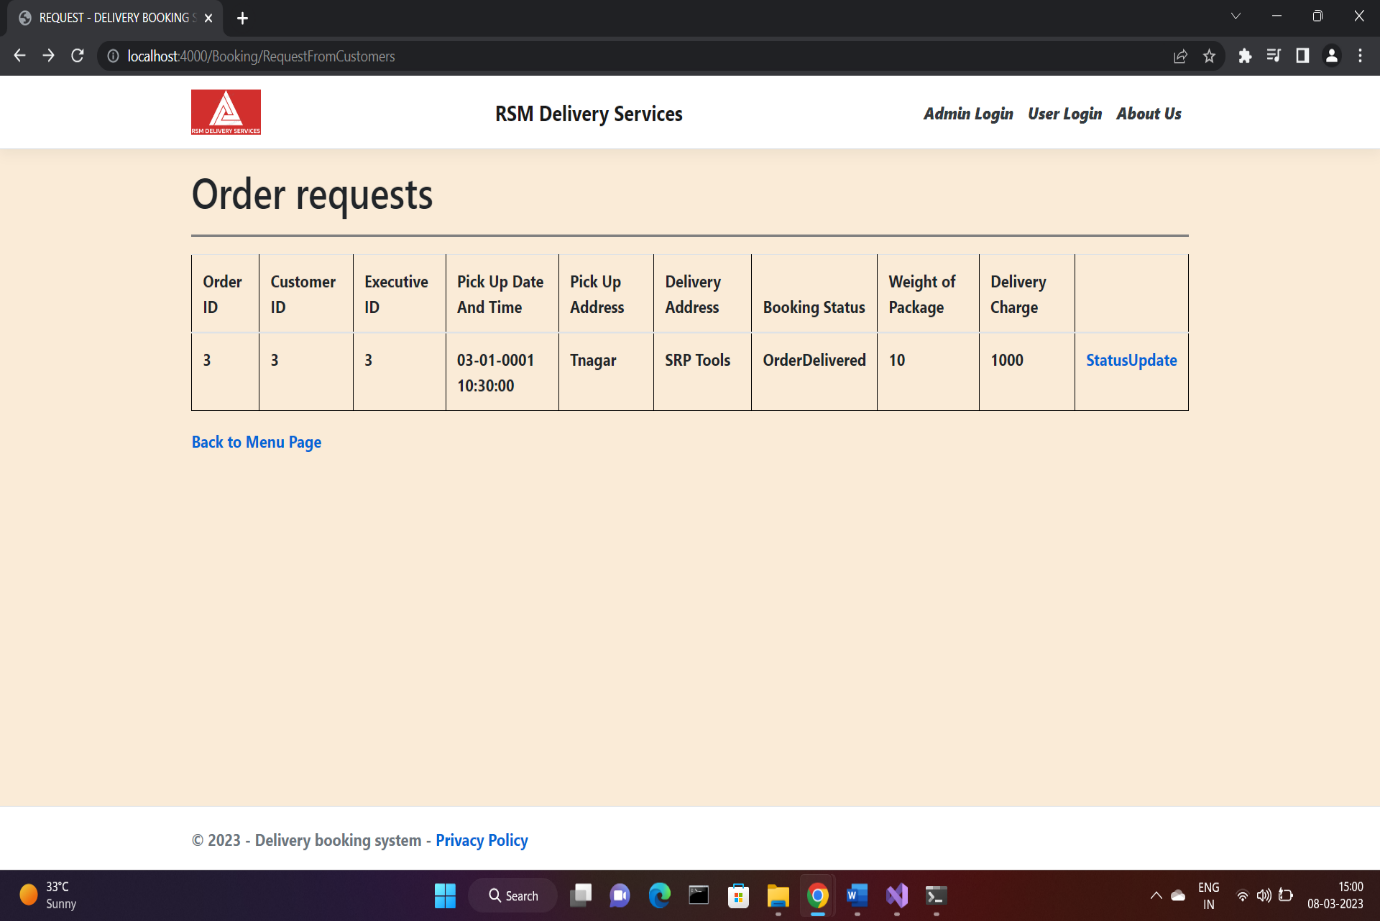 REQUEST - DELIVERY BOOKING S
localhost:4000/Booking/RequestFromCustomers
RSM DELIVERY SERVICES
RSM Delivery Services
Admin Login User Login About Us
Order requests
Order ID
Customer ID
Executive ID
Pick Up Date And Time
Pick Up Address
Delivery Address
Booking Status
Weight of Package
Delivery Charge
3
3
3
03-01-0001 10:30:00
Tnagar
SRP Tools
OrderDelivered
10
1000
StatusUpdate
Back to Menu Page
© 2023 - Delivery booking system - Privacy Policy
33°C
Sunny
Search
ENG
IN
15:00
08-03-2023